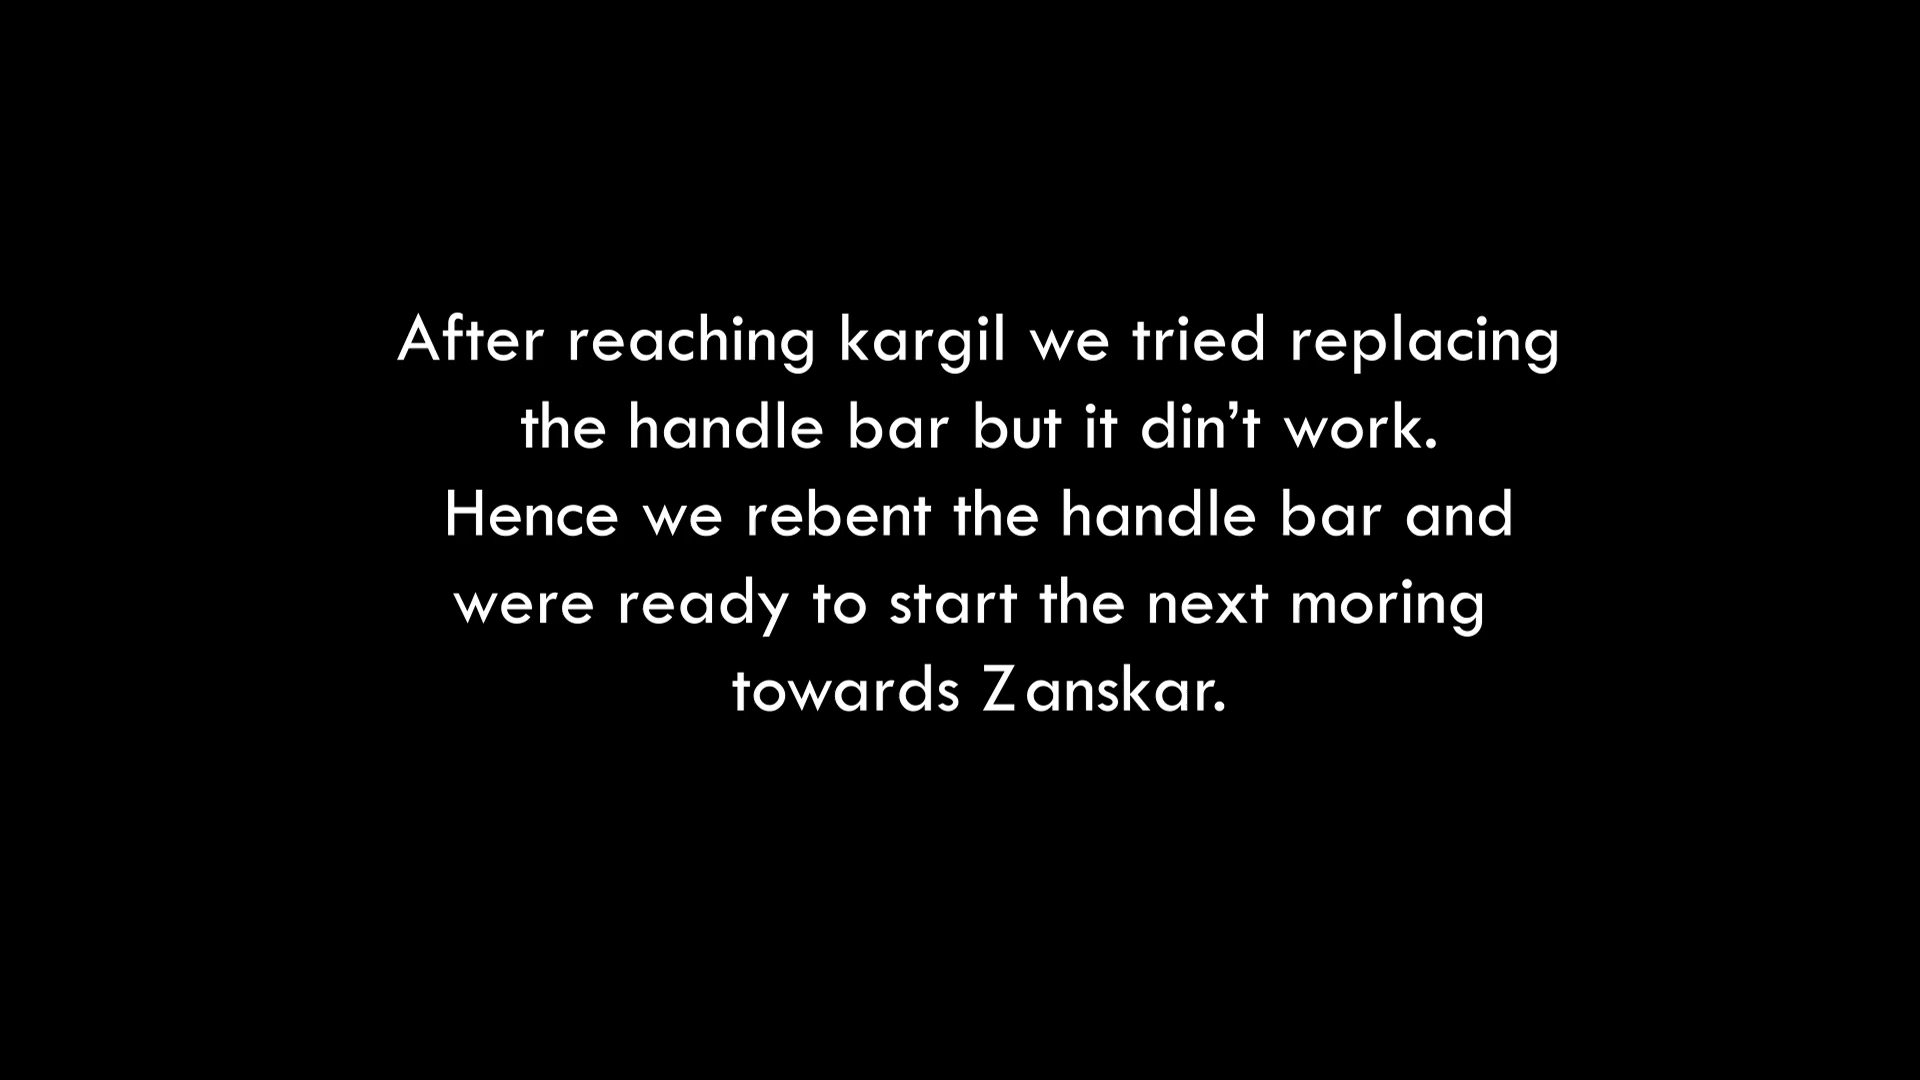 After reaching kargil we tried replacing
the handle bar but it din’t work.
Hence we rebent the handle bar and
were ready to start the next moring
towards Zanskar.